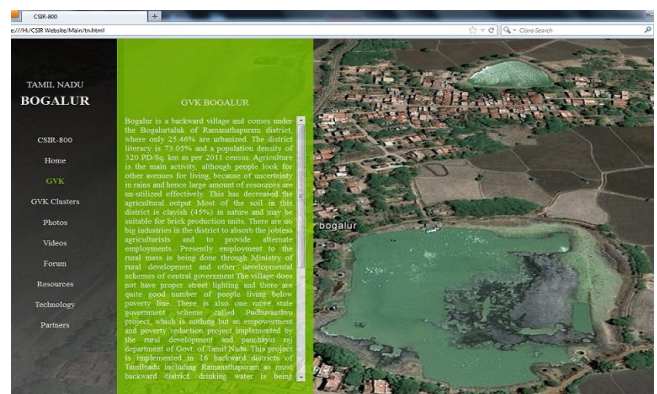 CSIR-800
e:///H:/CSIR Website/Main/tn.html
Claro Search
TAMIL NADU
BOGALUR
CSIR-800
Home
GVK
GVK Clusters
Photos
Videos
Forum
Resources
Technology
Partners
GVK BOGALUR
Bogalur is a backward village and comes under
the Bogalurtaluk of Ramanathapuram district,
where only 25.46% are urbanized. The district
literacy is 73.05% and a population density of
320 PD/Sq. km as per 2011 census. Agriculture
is the main activity, although people look for
other avenues for living, because of uncertainty
in rains and hence large amount of resources are
un-utilized effectively. This has decreased the
agricultural output Most of the soil in this
district is clayish (45%) in nature and may be
suitable for brick production units. There are no
big industries in the district to absorb the jobless
agriculturists and to provide alternate
employments. Presently employment to the
rural mass is being done through Ministry of
rural development and other developmental
schemes of central government The village does
not have proper street lighting and there are
quite good number of people living below
poverty line. There is also one more state
government scheme called Pudhuvaazhvu
project, which is nothing but an empowerment
and poverty reduction project implemented by
the rural development and panchayat raj
department of Govt. of Tamil Nadu. This project
is implemented in 16 backward districts of
Tamilnadu including Ramanathapuram as most
backward district. drinking water is being
bogalur